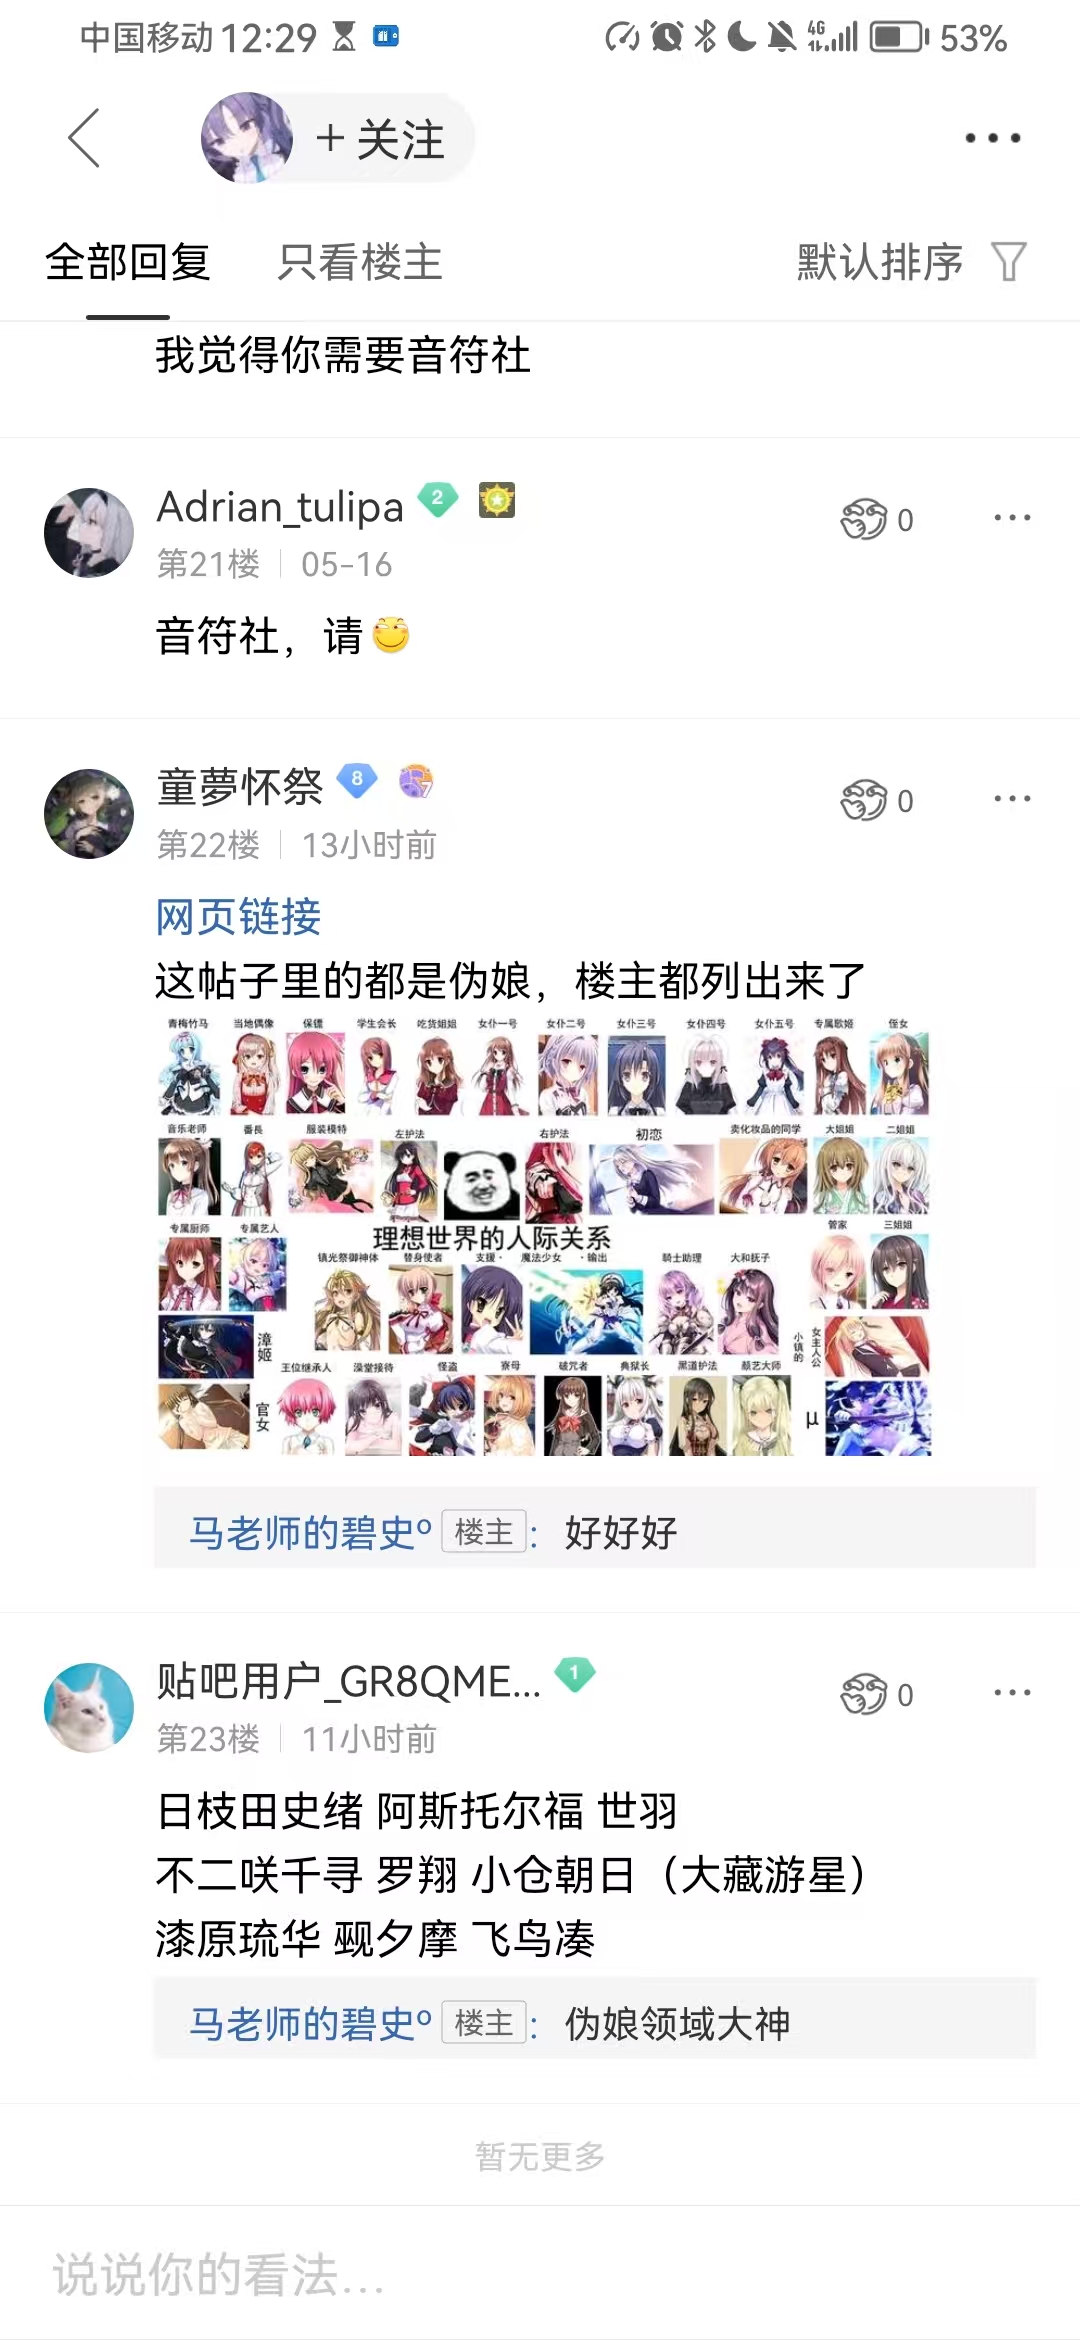 中国移动 12:29 4G 53%
+ 关注
全部回复 只看楼主 默认排序
我觉得你需要音符社
Adrian_tulipa 2
0
第21楼 05-16
音符社，请
童夢怀祭 8 7
0
第22楼 13小时前
网页链接
这帖子里的都是伪娘，楼主都列出来了
青梅竹马 当地偶像 保镖 学生会长 吃货姐姐 女仆一号 女仆二号 女仆三号 女仆四号 女仆五号 专属歌姬 侄女
音乐老师 番長 服装模特 左护法 右护法 初恋 卖化妆品的同学 大姐姐 二姐姐
理想世界的人际关系
专属厨师 专属艺人 镇光祭御神体 替身使者 支援· 魔法少女 ·输出 骑士助理 大和抚子 管家 三姐姐
漳姬 小镇的女主人公
王位继承人 澡堂接待 怪盗 寮母 破咒者 典狱长 黑道护法 颜艺大师
官女 μ
马老师的碧史º 楼主： 好好好
贴吧用户_GR8QME... 1
0
第23楼 11小时前
日枝田史绪 阿斯托尔福 世羽
不二咲千寻 罗翔 小仓朝日（大藏游星）
漆原琉华 觋夕摩 飞鸟凑
马老师的碧史º 楼主： 伪娘领域大神
暂无更多
说说你的看法...